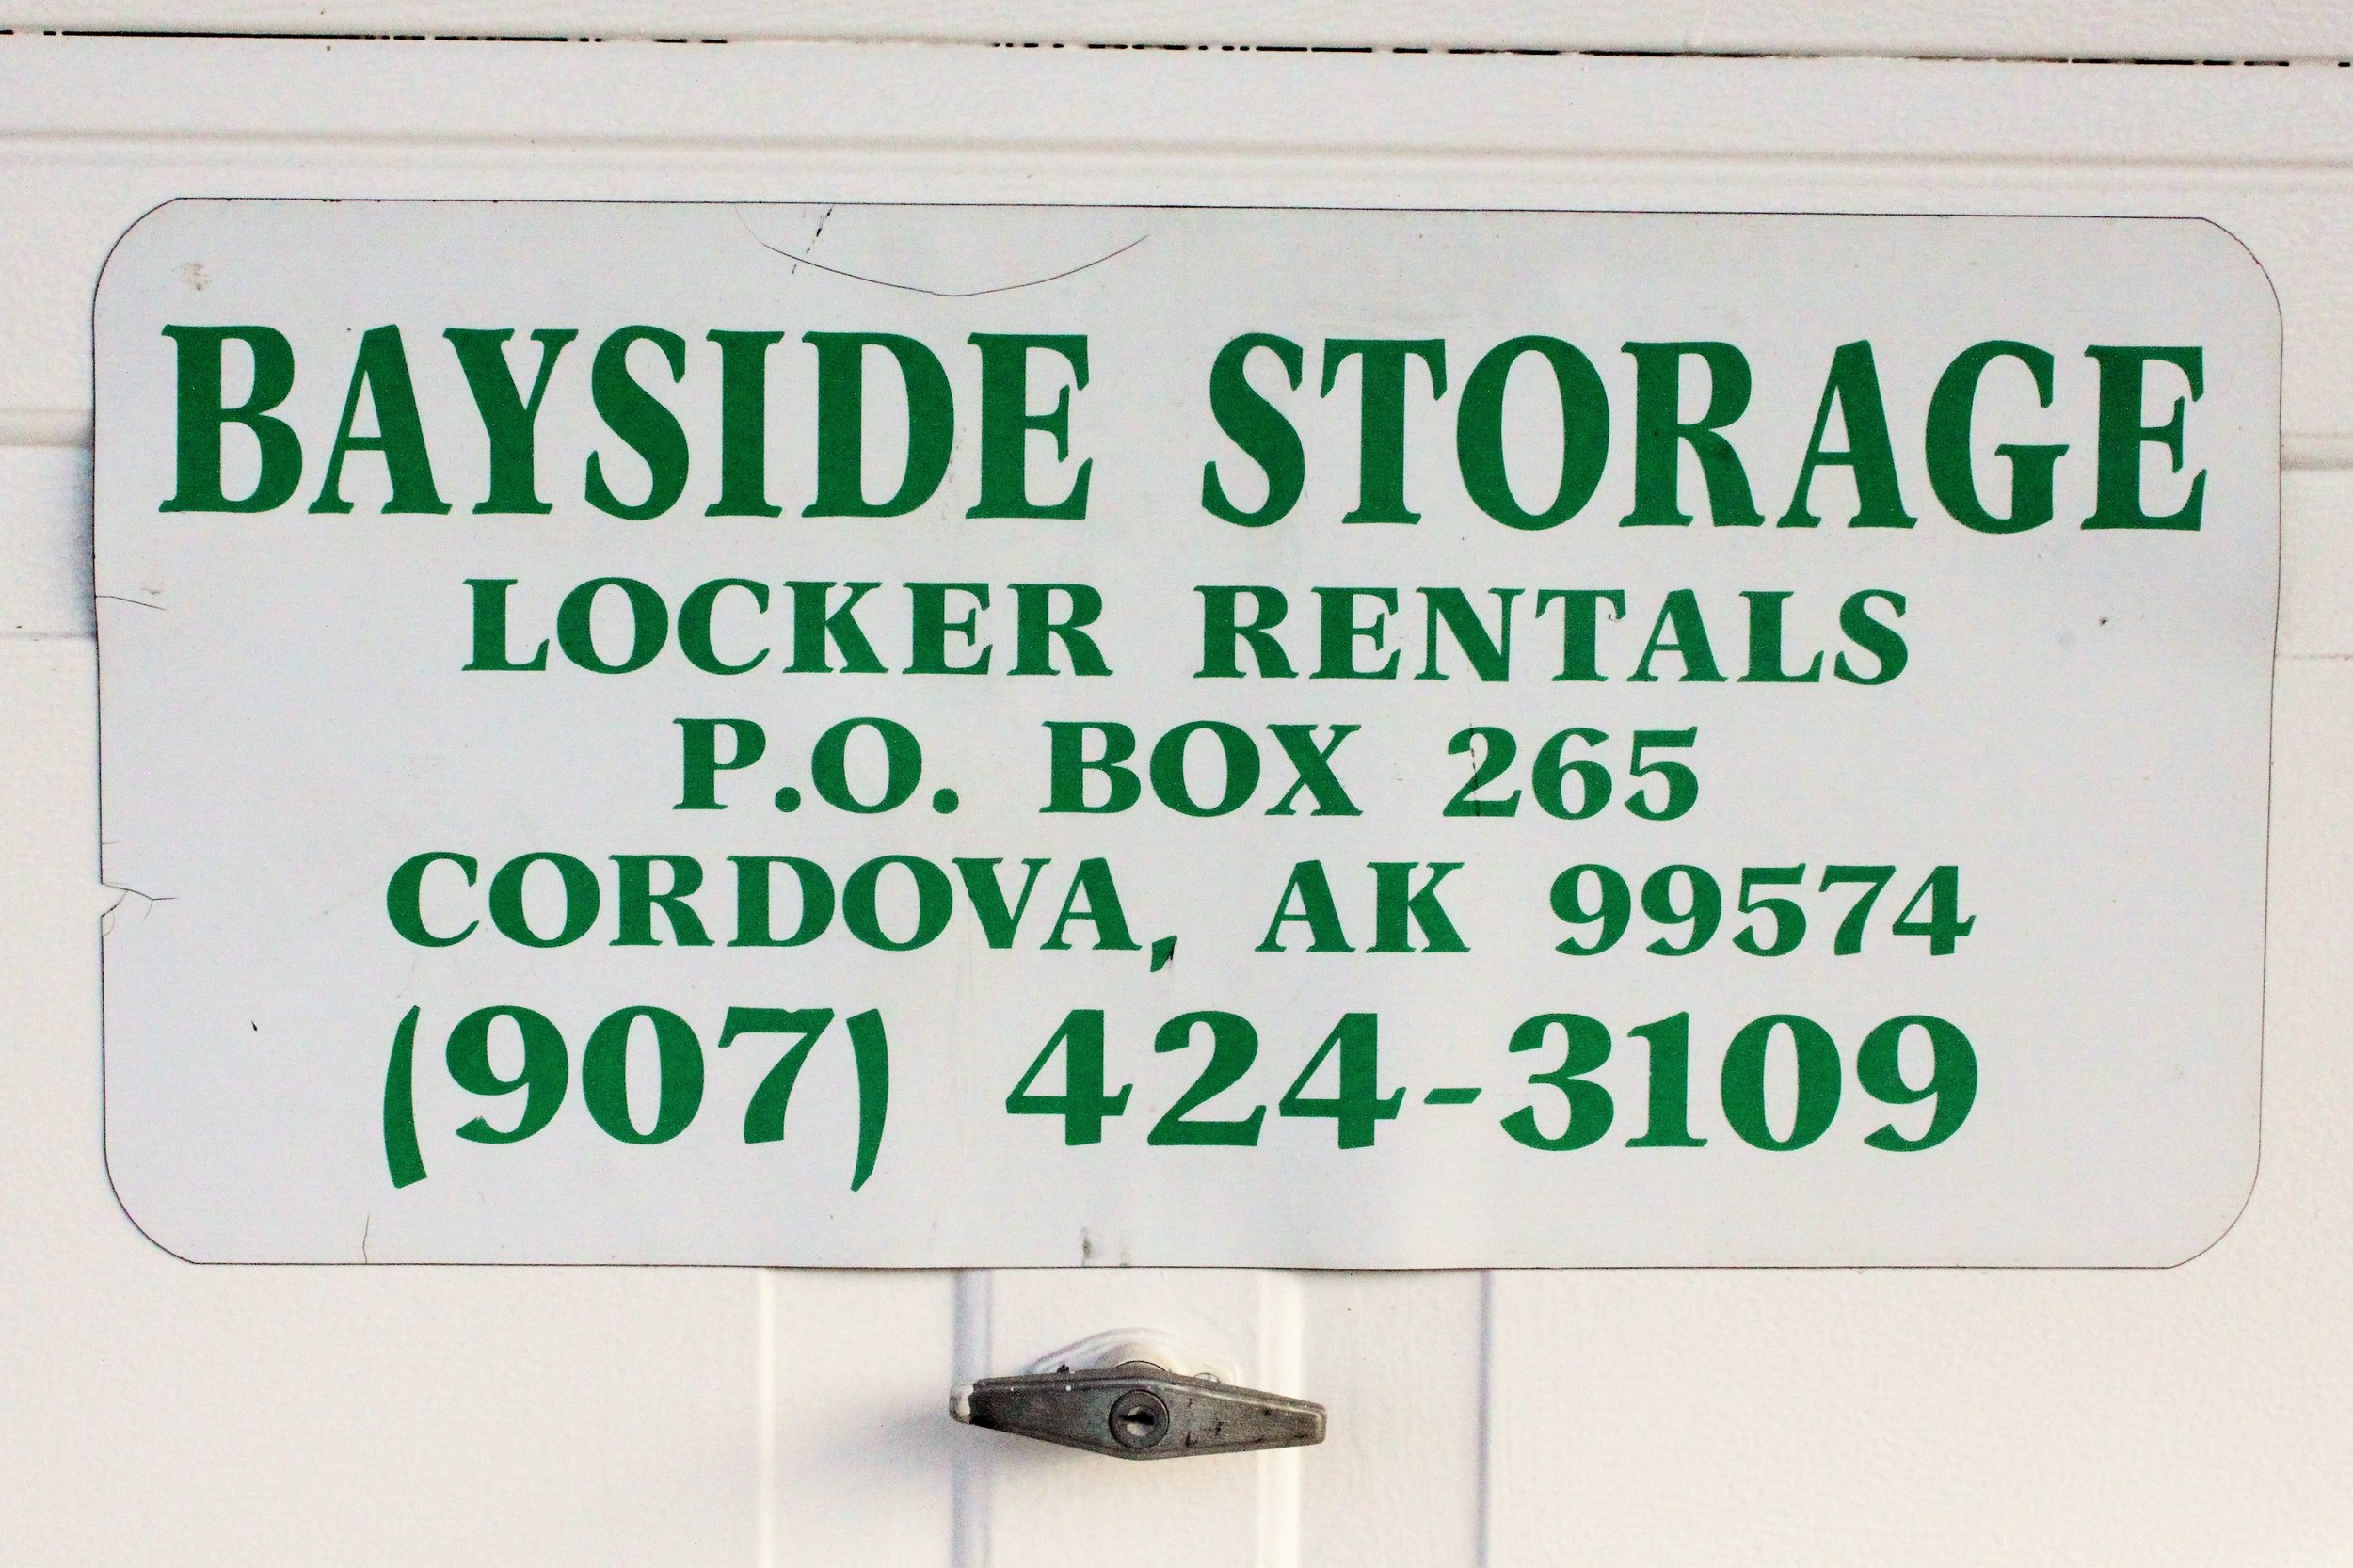 BAYSIDE STORAGE
LOCKER RENTALS
P.O. BOX 265
CORDOVA, AK 99574
(907) 424-3109